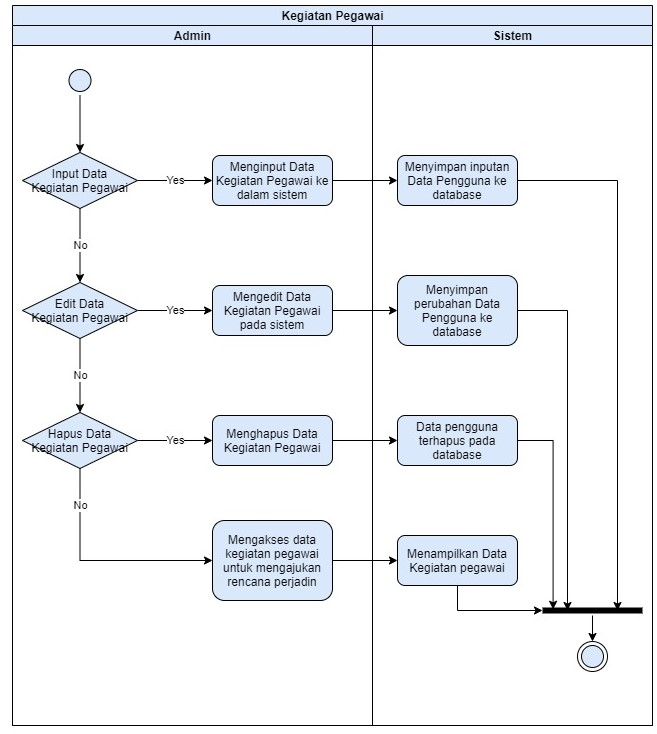 Kegiatan Pegawai
Admin
Sistem
Input Data
Kegiatan Pegawai
Yes
Menginput Data
Kegiatan Pegawai ke
dalam sistem
Menyimpan inputan
Data Pengguna ke
database
No
Edit Data
Kegiatan Pegawai
Yes
Mengedit Data
Kegiatan Pegawai
pada sistem
Menyimpan
perubahan Data
Pengguna ke
database
No
Hapus Data
Kegiatan Pegawai
Yes
Menghapus Data
Kegiatan Pegawai
Data pengguna
terhapus pada
database
No
Mengakses data
kegiatan pegawai
untuk mengajukan
rencana perjadin
Menampilkan Data
Kegiatan pegawai